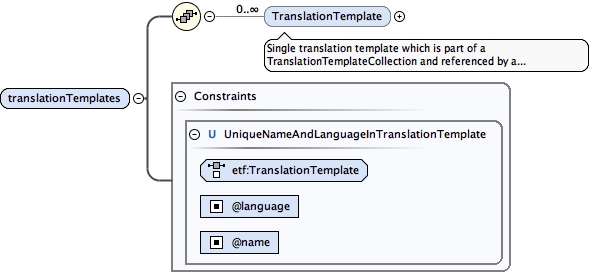 0..∞
TranslationTemplate
Single translation template which is part of a
TranslationTemplateCollection and referenced by a...
translationTemplates
Constraints
U UniqueNameAndLanguageInTranslationTemplate
etf:TranslationTemplate
@language
@name